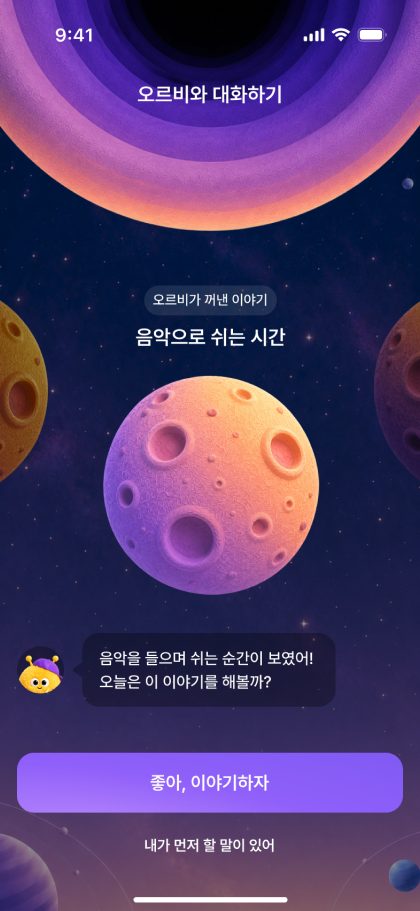 9:41
오르비와 대화하기
오르비가 꺼낸 이야기
음악으로 쉬는 시간
음악을 들으며 쉬는 순간이 보였어!
오늘은 이 이야기를 해볼까?
좋아, 이야기하자
내가 먼저 할 말이 있어